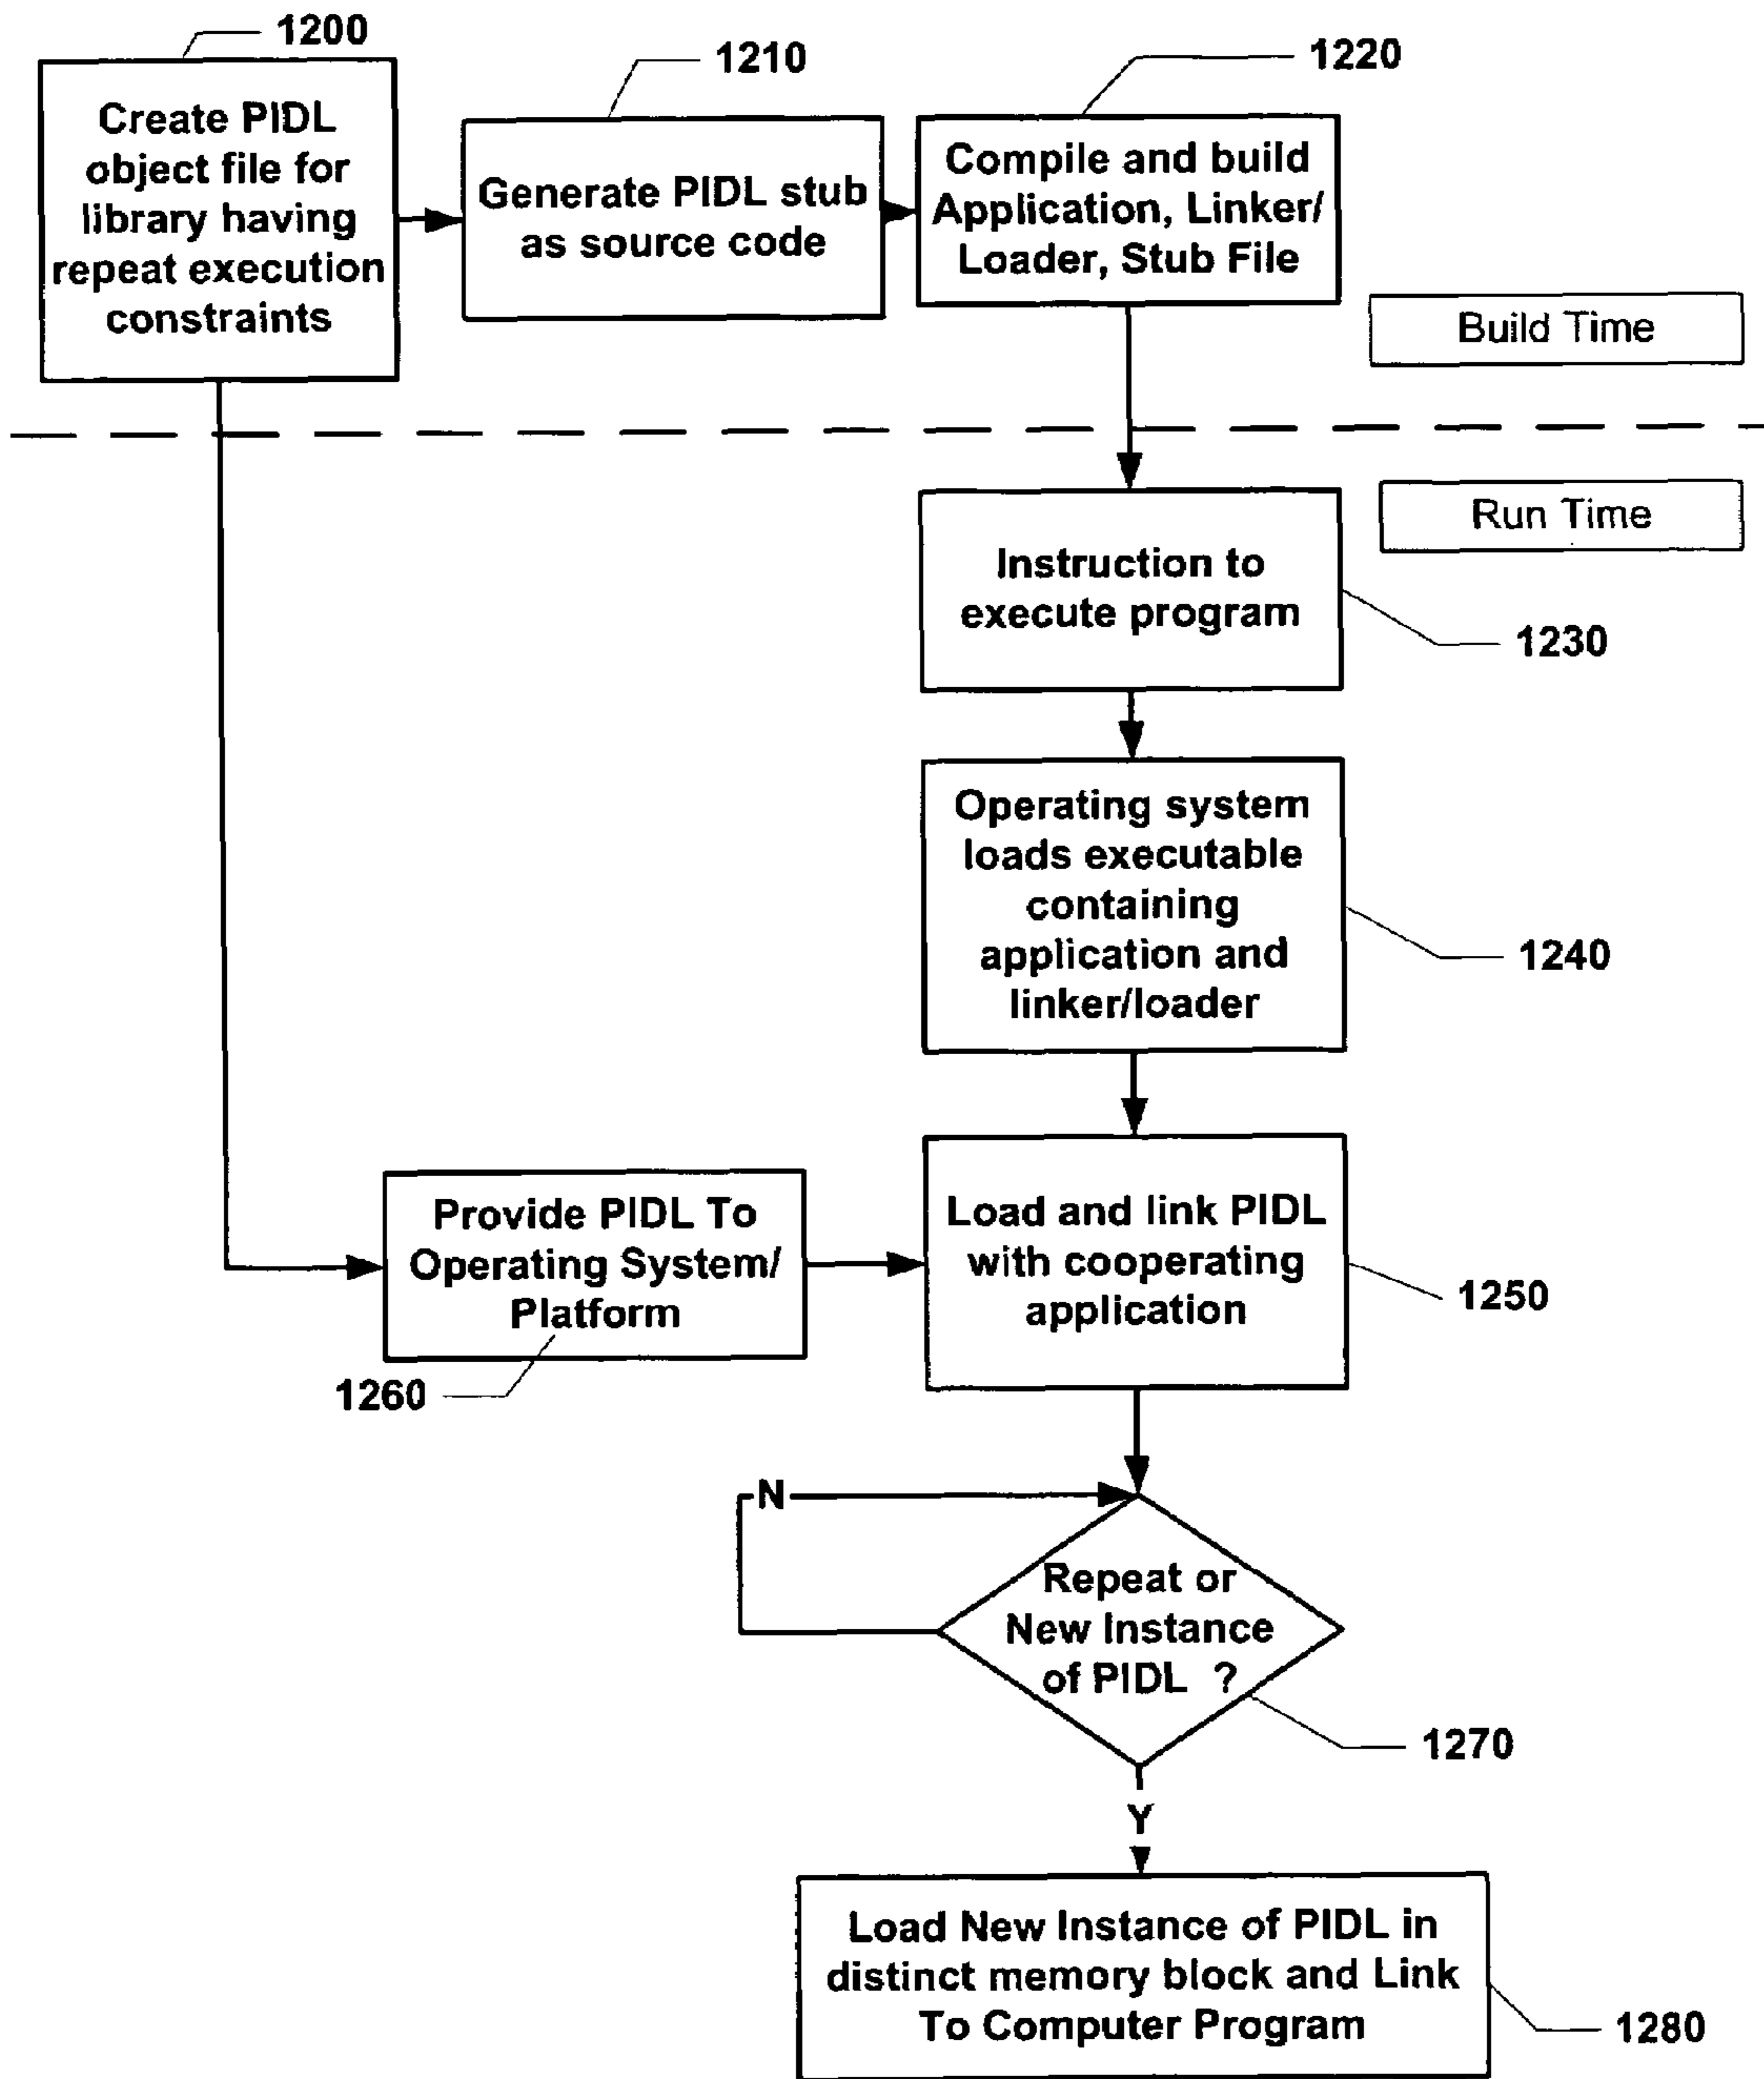 1200
Create PIDL
object file for
library having
repeat execution
constraints
1210
Generate PIDL stub
as source code
1220
Compile and build
Application, Linker/
Loader, Stub File
Build Time
Run Time
Instruction to
execute program
1230
Operating system
loads executable
containing
application and
linker/loader
1240
Provide PIDL To
Operating System/
Platform
1260
Load and link PIDL
with cooperating
application
1250
N
Repeat or
New Instance
of PIDL ?
1270
Y
Load New Instance of PIDL in
distinct memory block and Link
To Computer Program
1280